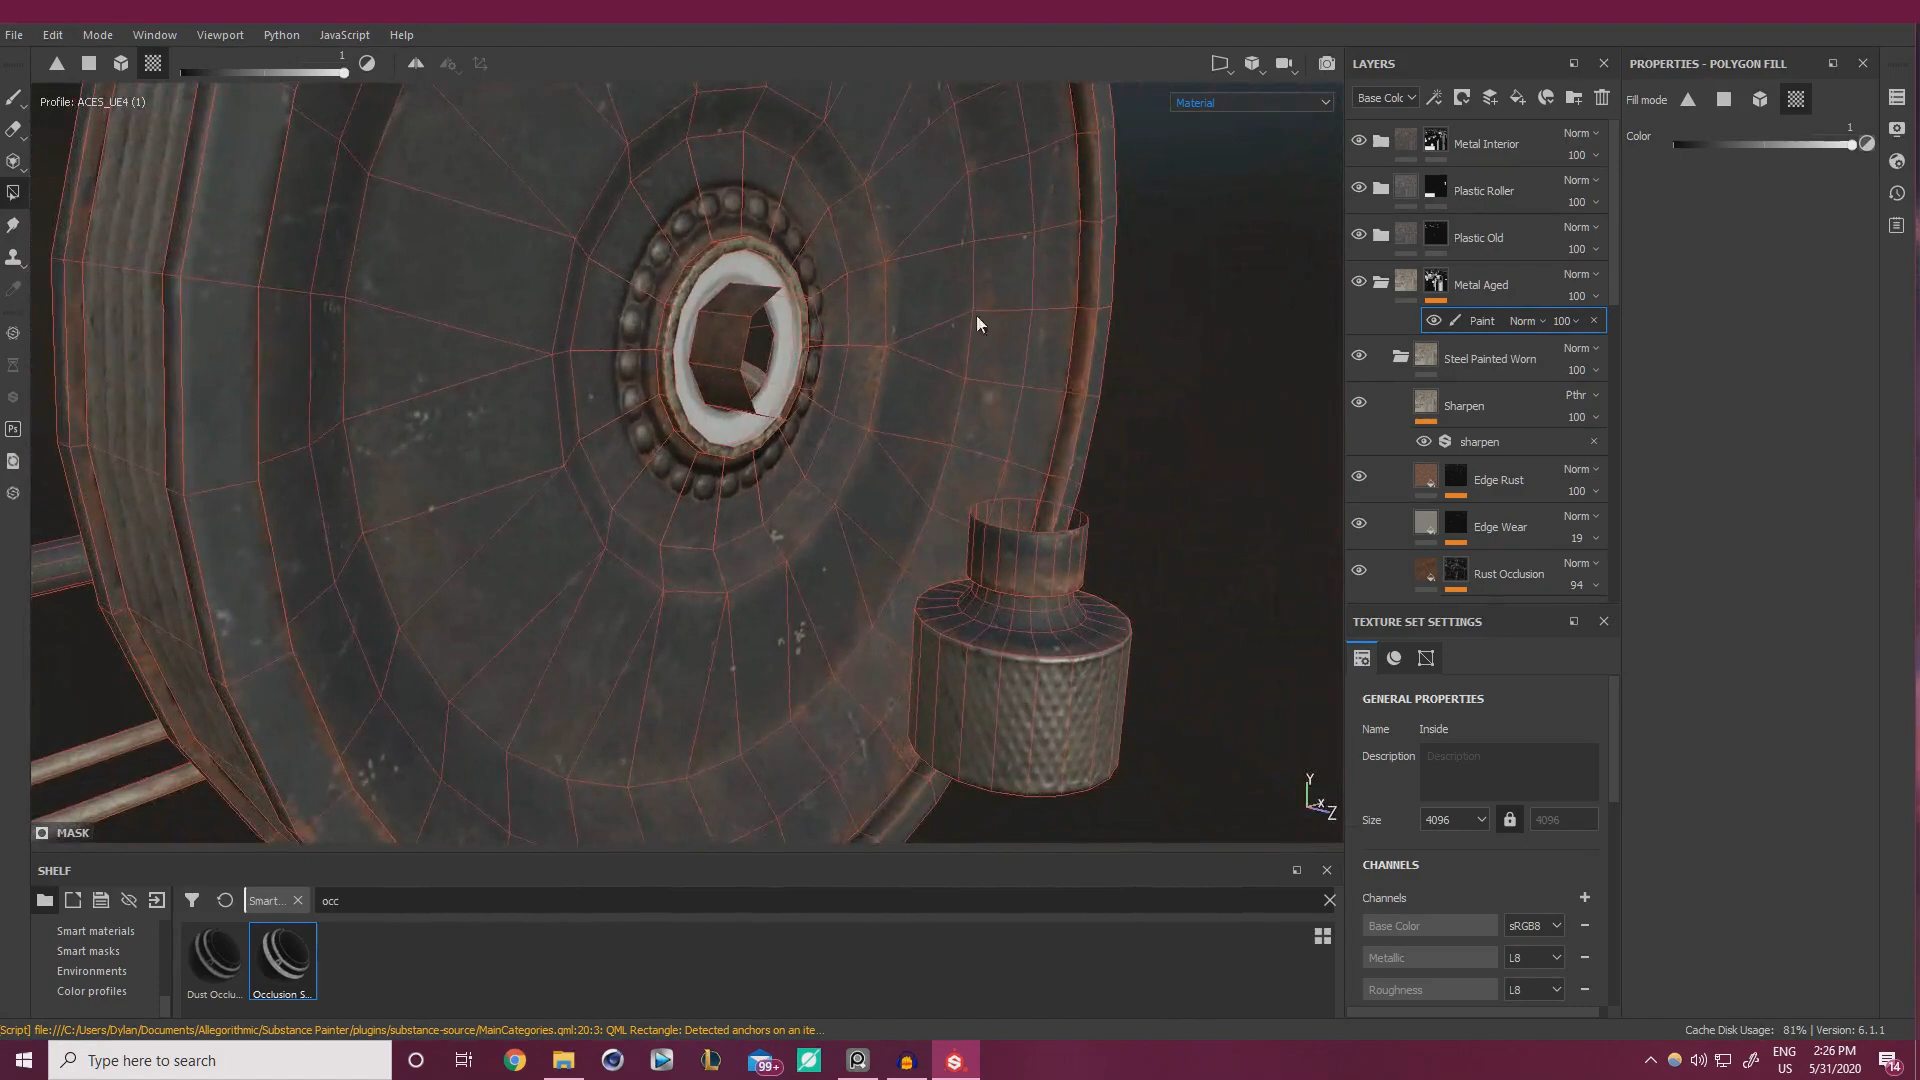 File Edit Mode Window Viewport Python JavaScript Help
1
Profile: ACES_UE4 (1)
Material
MASK
Y
X
Z
LAYERS
Base Colc
Metal Interior Norm
100
Plastic Roller Norm
100
Plastic Old Norm
100
Metal Aged Norm
100
Paint Norm 100
Steel Painted Worn Norm
100
Sharpen Pthr
100
sharpen
Edge Rust Norm
100
Edge Wear Norm
19
Rust Occlusion Norm
94
TEXTURE SET SETTINGS
GENERAL PROPERTIES
Name Inside
Description Description
Size 4096 4096
CHANNELS
Channels
Base Color sRGB8
Metallic L8
Roughness L8
PROPERTIES - POLYGON FILL
Fill mode
Color 1
SHELF
Smart... occ
Smart materials
Smart masks
Environments
Color profiles
Dust Occlu... Occlusion S...
Script] file:///C:/Users/Dylan/Documents/Allegorithmic/Substance Painter/plugins/substance-source/MainCategories.qml:20:3: QML Rectangle: Detected anchors on an ite...
Cache Disk Usage: 81% | Version: 6.1.1
Type here to search
99+
ENG
US
2:26 PM
5/31/2020
14
Ps